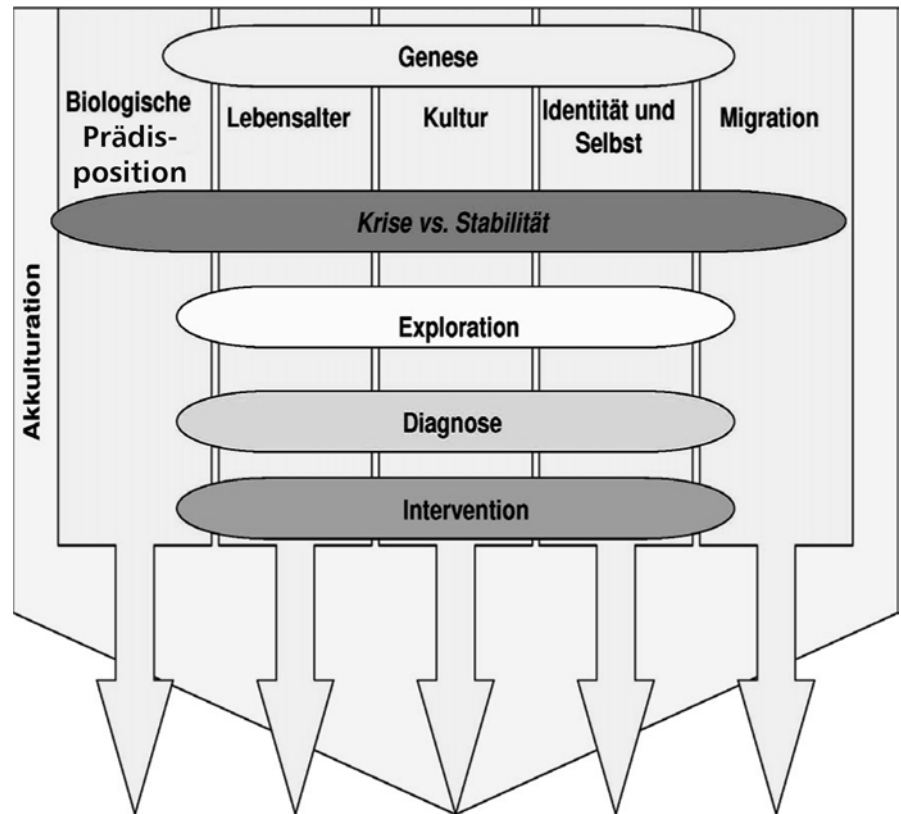 Genese
Biologische
Prädis-
position
Lebensalter
Kultur
Identität und
Selbst
Migration
Krise vs. Stabilität
Akkulturation
Exploration
Diagnose
Intervention